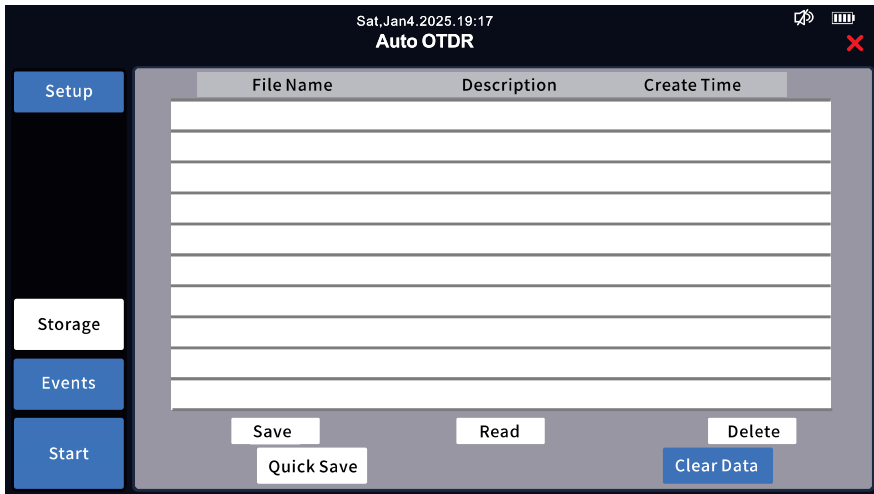 Sat,Jan4.2025.19:17
Auto OTDR
Setup
File Name Description Create Time
Storage
Events
Start
Save Read Delete
Quick Save Clear Data